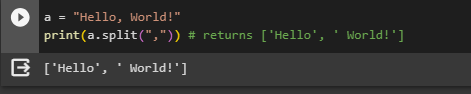 a = "Hello, World!"
print(a.split(",")) # returns ['Hello', ' World!']
['Hello', ' World!']